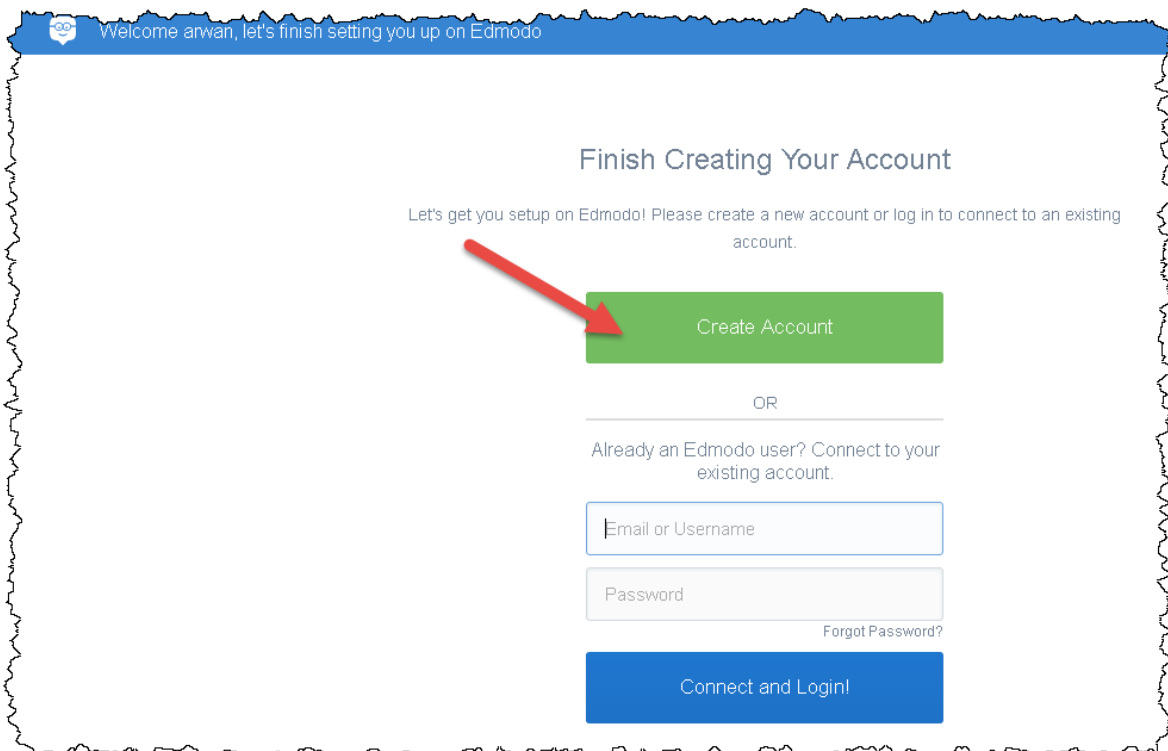 Welcome arwan, let's finish setting you up on Edmodo
Finish Creating Your Account
Let's get you setup on Edmodo! Please create a new account or log in to connect to an existing
account.
Create Account
OR
Already an Edmodo user? Connect to your
existing account.
Email or Username
Password
Forgot Password?
Connect and Login!